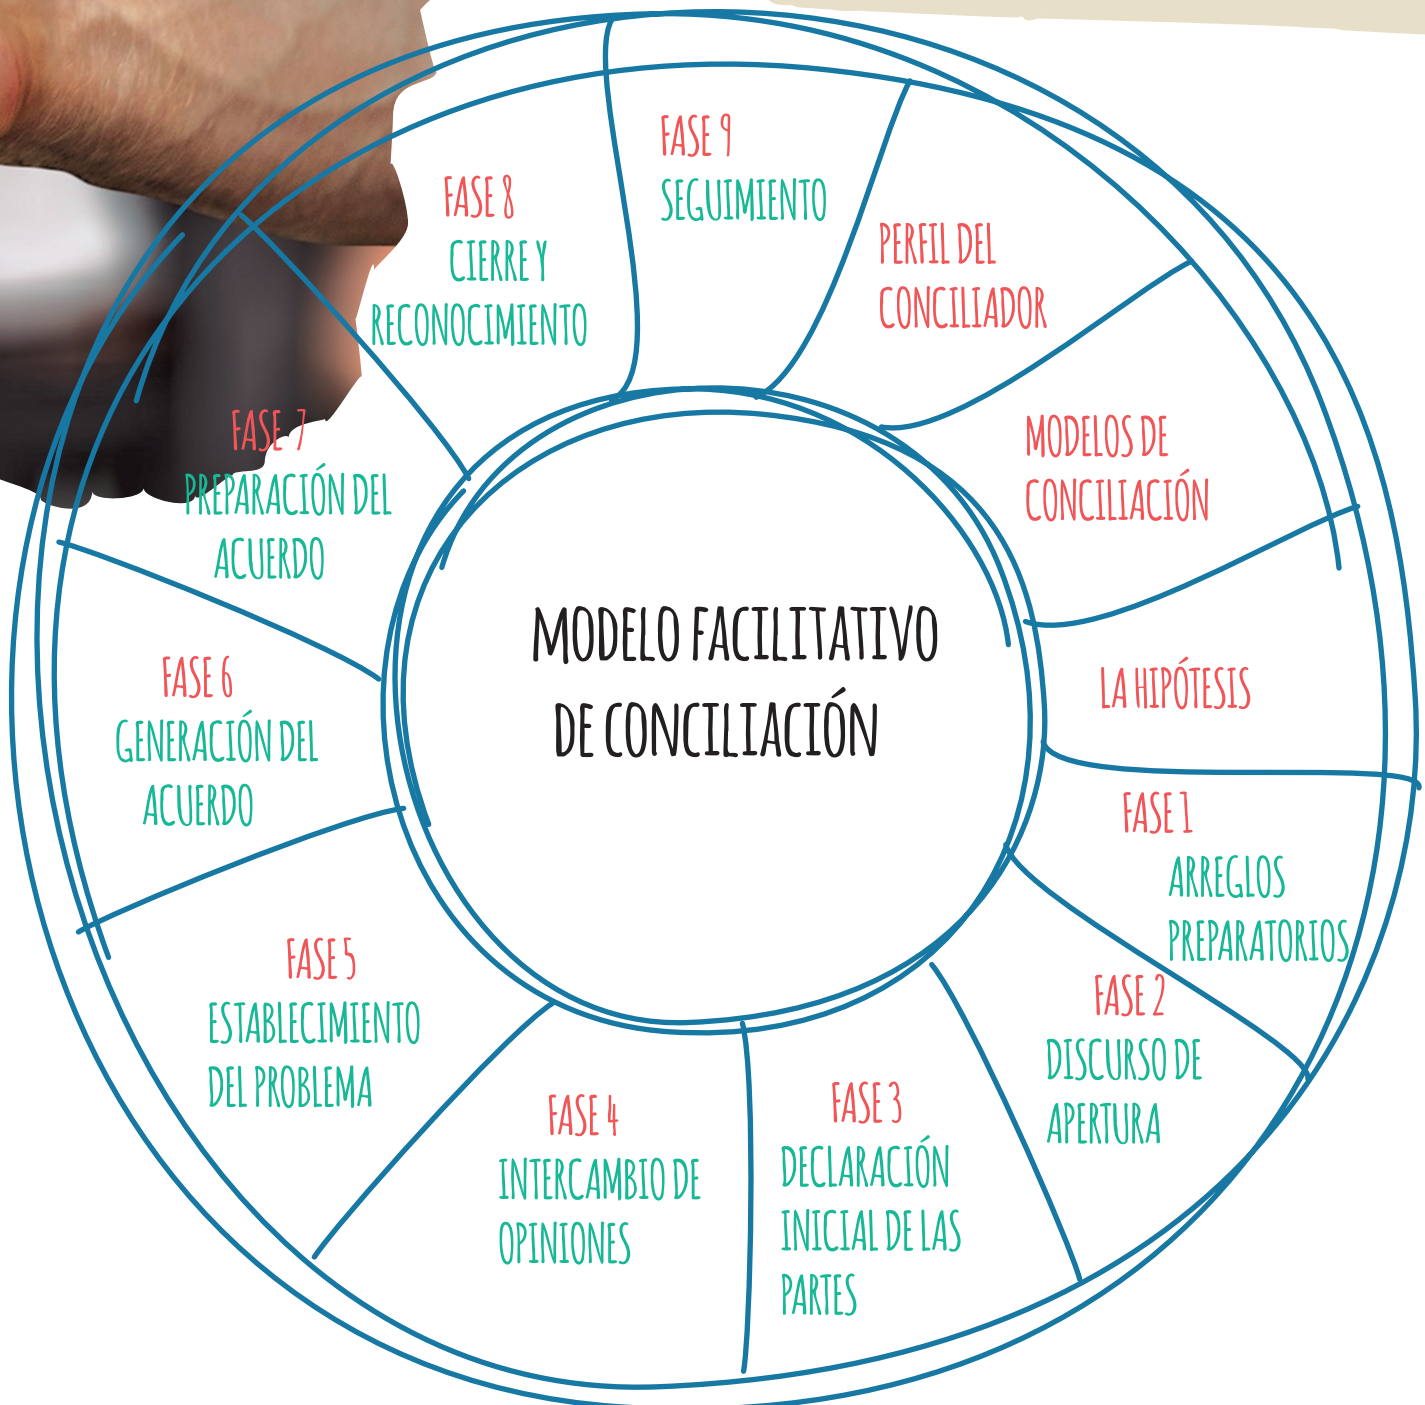 FASE 9
SEGUIMIENTO
PERFIL DEL
CONCILIADOR
MODELOS DE
CONCILIACIÓN
LA HIPÓTESIS
FASE 1
ARREGLOS
PREPARATORIOS
FASE 2
DISCURSO DE
APERTURA
FASE 3
DECLARACIÓN
INICIAL DE LAS
PARTES
FASE 4
INTERCAMBIO DE
OPINIONES
FASE 5
ESTABLECIMIENTO
DEL PROBLEMA
FASE 6
GENERACIÓN DEL
ACUERDO
FASE 7
PREPARACIÓN DEL
ACUERDO
FASE 8
CIERRE Y
RECONOCIMIENTO
MODELO FACILITATIVO
DE CONCILIACIÓN